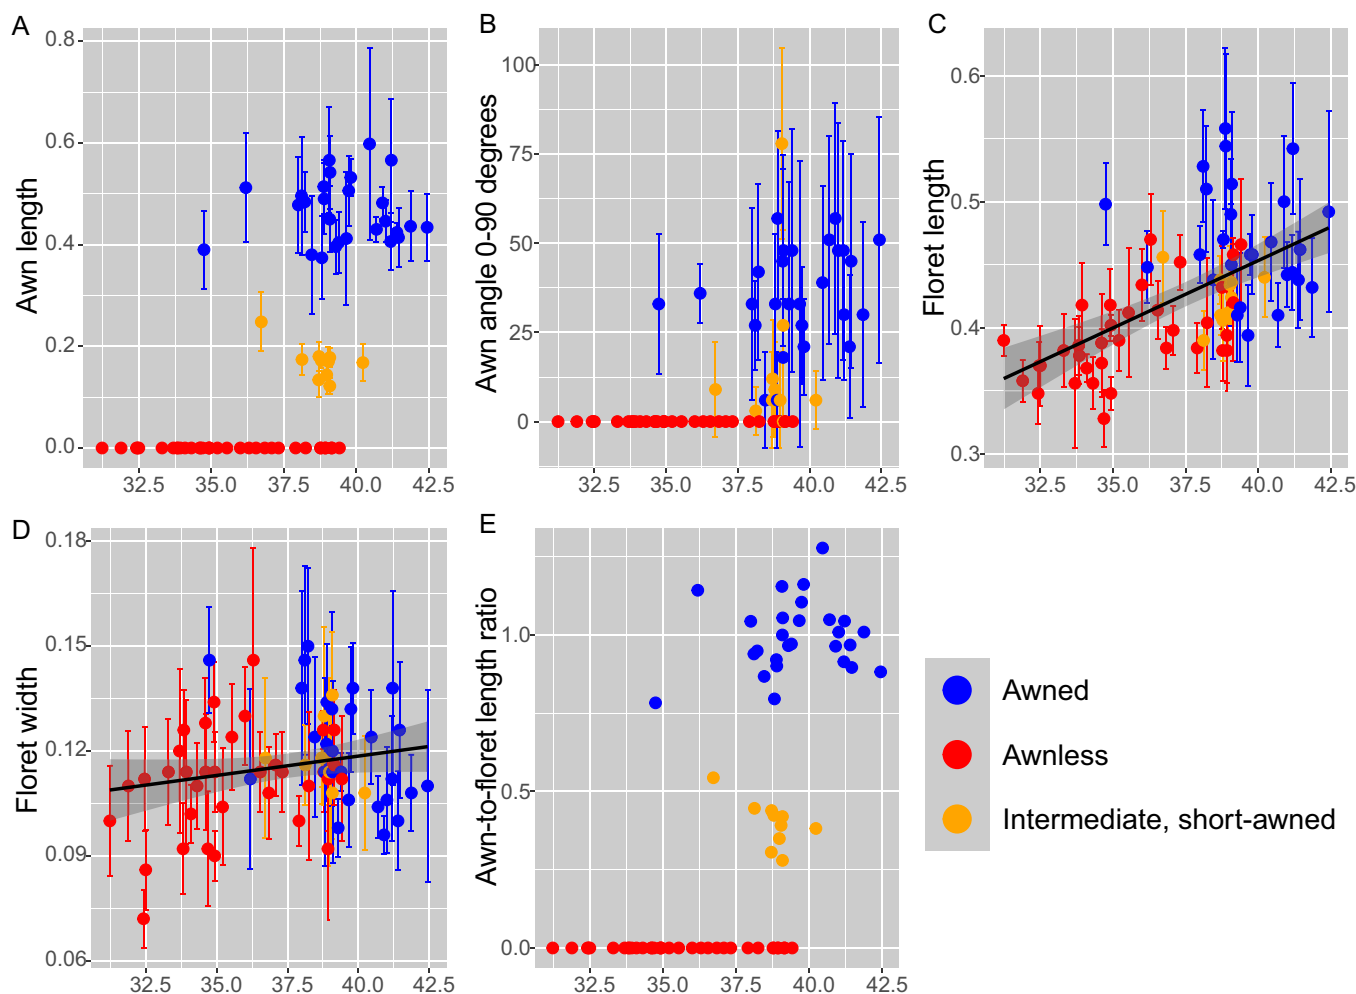 A
B
C
Awn length
0.8
0.6
0.4
0.2
0.0
32.5 35.0 37.5 40.0 42.5
Awn angle 0-90 degrees
100
75
50
25
0
32.5 35.0 37.5 40.0 42.5
Floret length
0.6
0.5
0.4
0.3
32.5 35.0 37.5 40.0 42.5
D
E
Floret width
0.18
0.15
0.12
0.09
0.06
32.5 35.0 37.5 40.0 42.5
Awn-to-floret length ratio
1.0
0.5
0.0
32.5 35.0 37.5 40.0 42.5
Awned
Awnless
Intermediate, short-awned